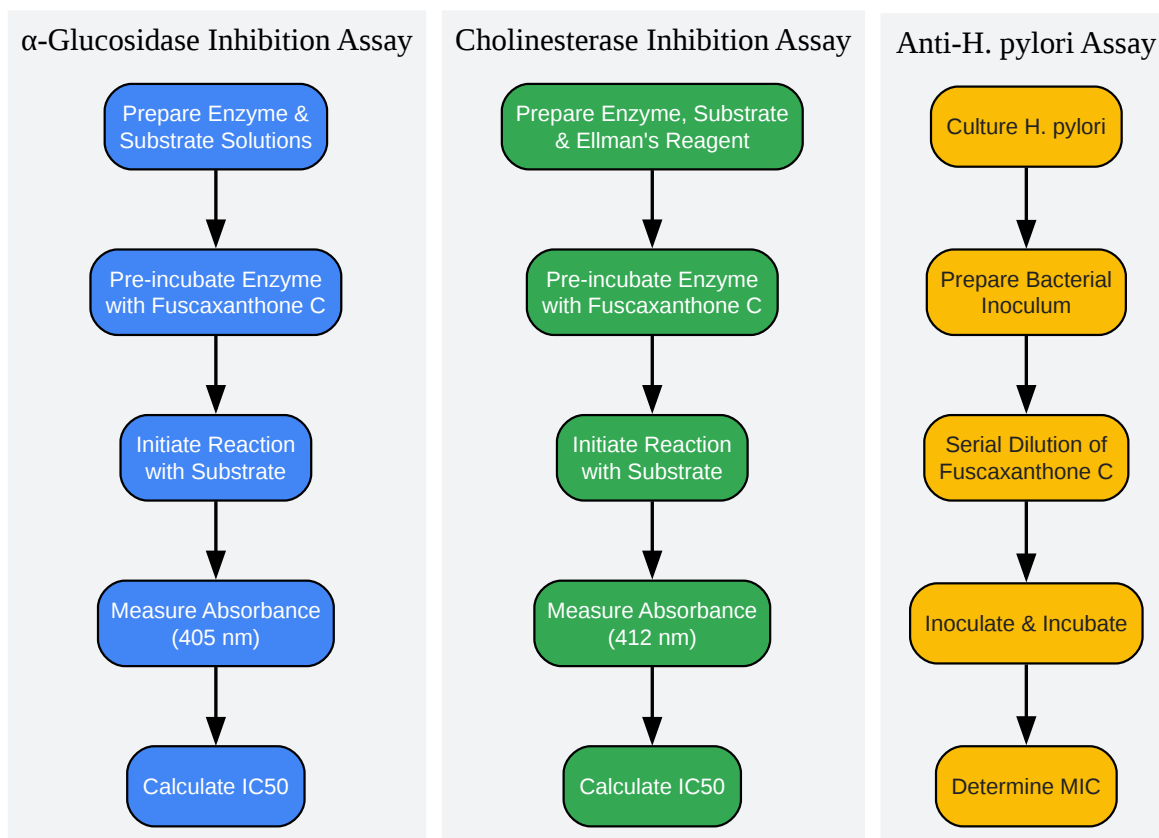 α-Glucosidase Inhibition Assay
Prepare Enzyme &
Substrate Solutions
Pre-incubate Enzyme
with Fuscaxanthone C
Initiate Reaction
with Substrate
Measure Absorbance
(405 nm)
Calculate IC50
Cholinesterase Inhibition Assay
Prepare Enzyme, Substrate
& Ellman's Reagent
Pre-incubate Enzyme
with Fuscaxanthone C
Initiate Reaction
with Substrate
Measure Absorbance
(412 nm)
Calculate IC50
Anti-H. pylori Assay
Culture H. pylori
Prepare Bacterial
Inoculum
Serial Dilution of
Fuscaxanthone C
Inoculate & Incubate
Determine MIC